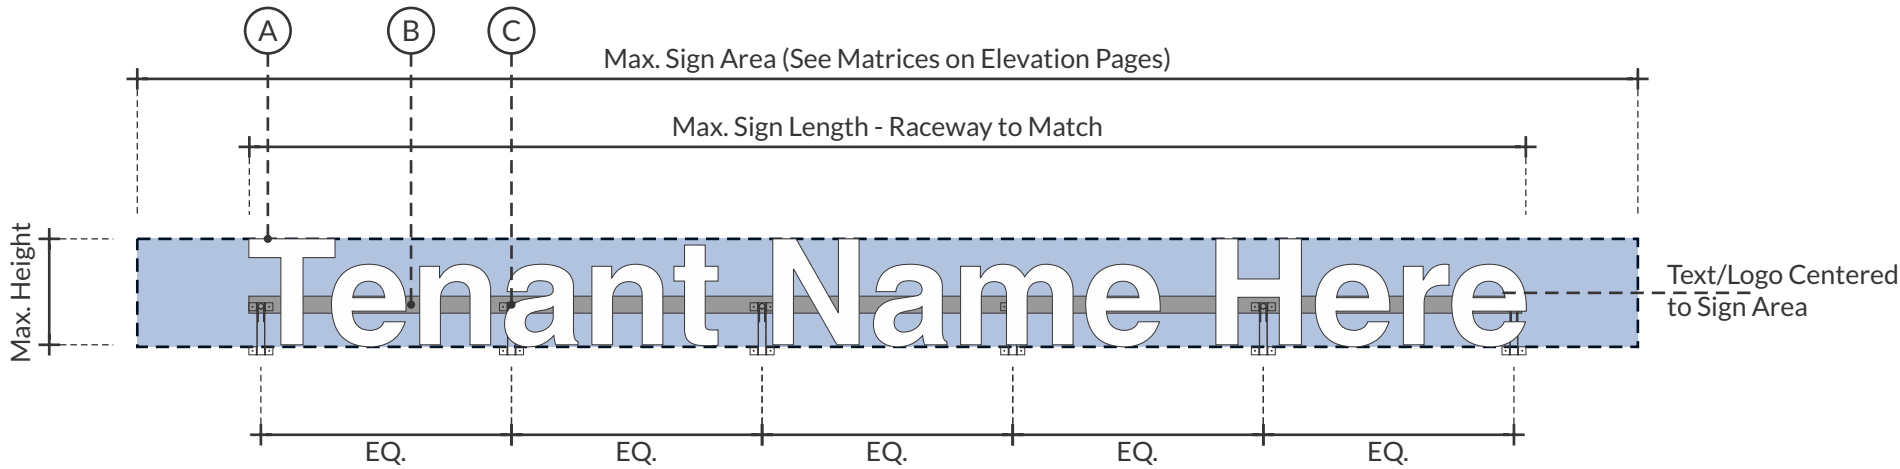 A B C
Max. Sign Area (See Matrices on Elevation Pages)
Max. Sign Length - Raceway to Match
Max. Height
Tenant Name Here
Text/Logo Centered
to Sign Area
EQ. EQ. EQ. EQ. EQ.